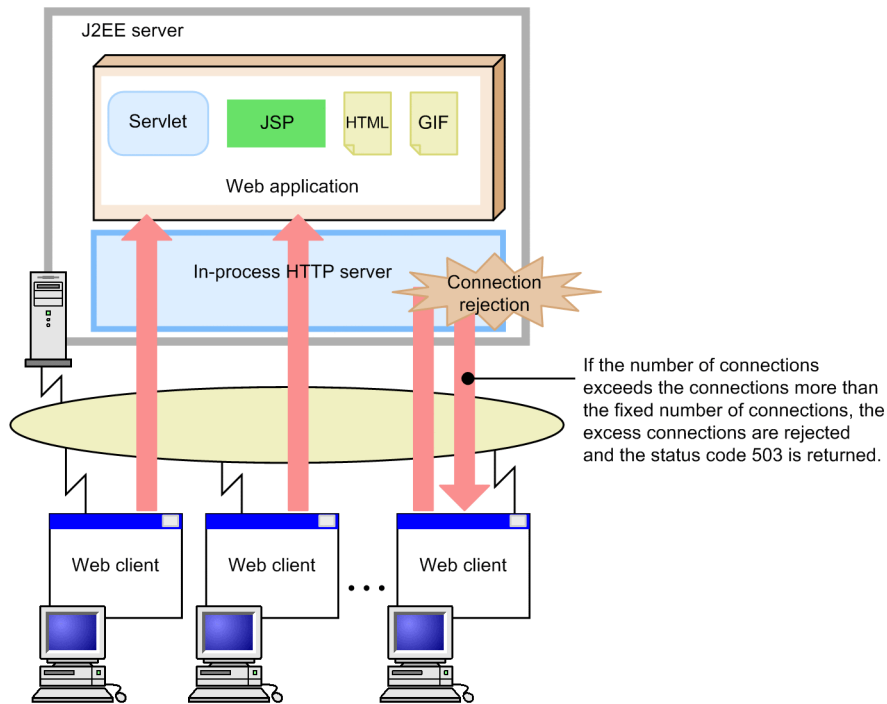 J2EE server
Servlet
JSP
HTML
GIF
Web application
In-process HTTP server
Connection
rejection
If the number of connections
exceeds the connections more than
the fixed number of connections, the
excess connections are rejected
and the status code 503 is returned.
Web client
Web client
...
Web client